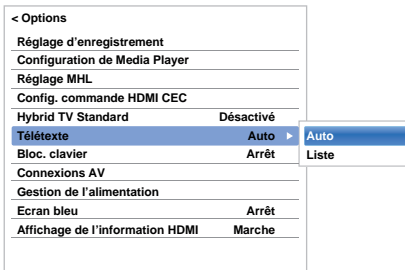 < Options
Réglage d'enregistrement
Configuration de Media Player
Réglage MHL
Config. commande HDMI CEC
Hybrid TV Standard Désactivé
Télétexte Auto Auto
Bloc. clavier Arrêt Liste
Connexions AV
Gestion de l'alimentation
Ecran bleu Arrêt
Affichage de l'information HDMI Marche